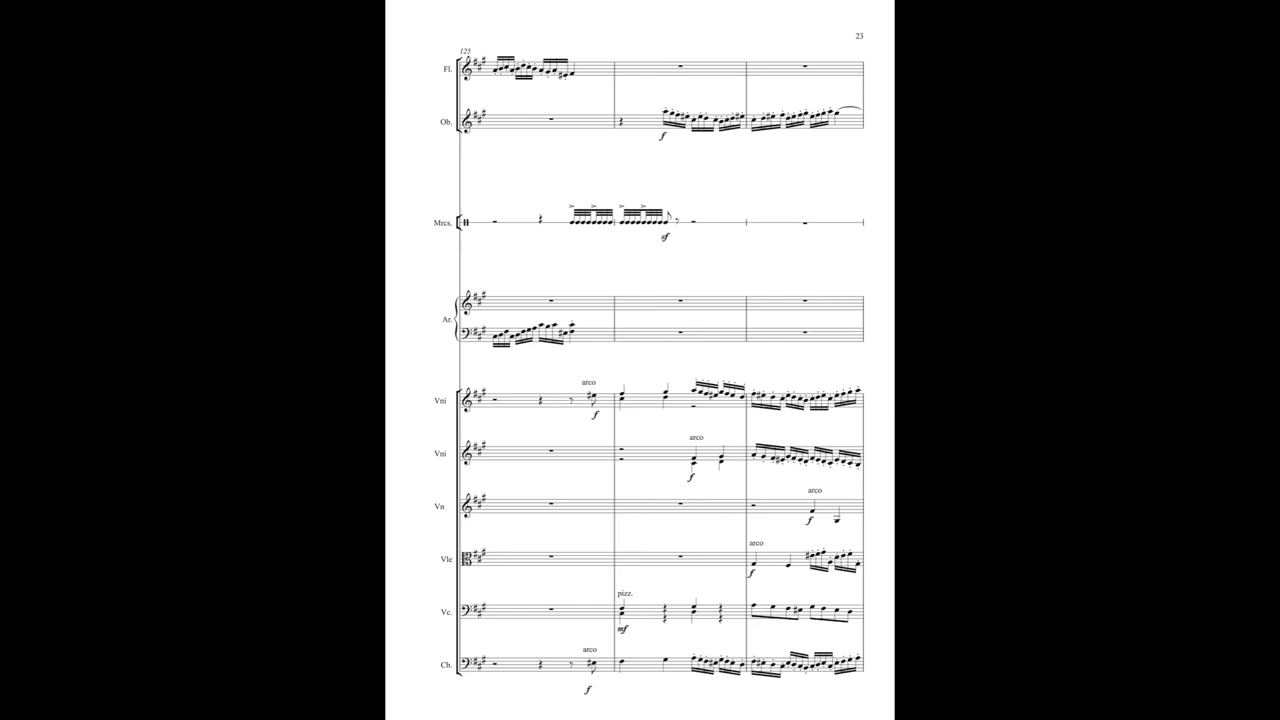 23
125
Fl.
Ob.
f
Mrcs.
sf
Ar.
arco
Vni
f
arco
Vni
f
arco
Vn
f
arco
Vle
f
pizz.
Vc.
mf
arco
Cb.
f